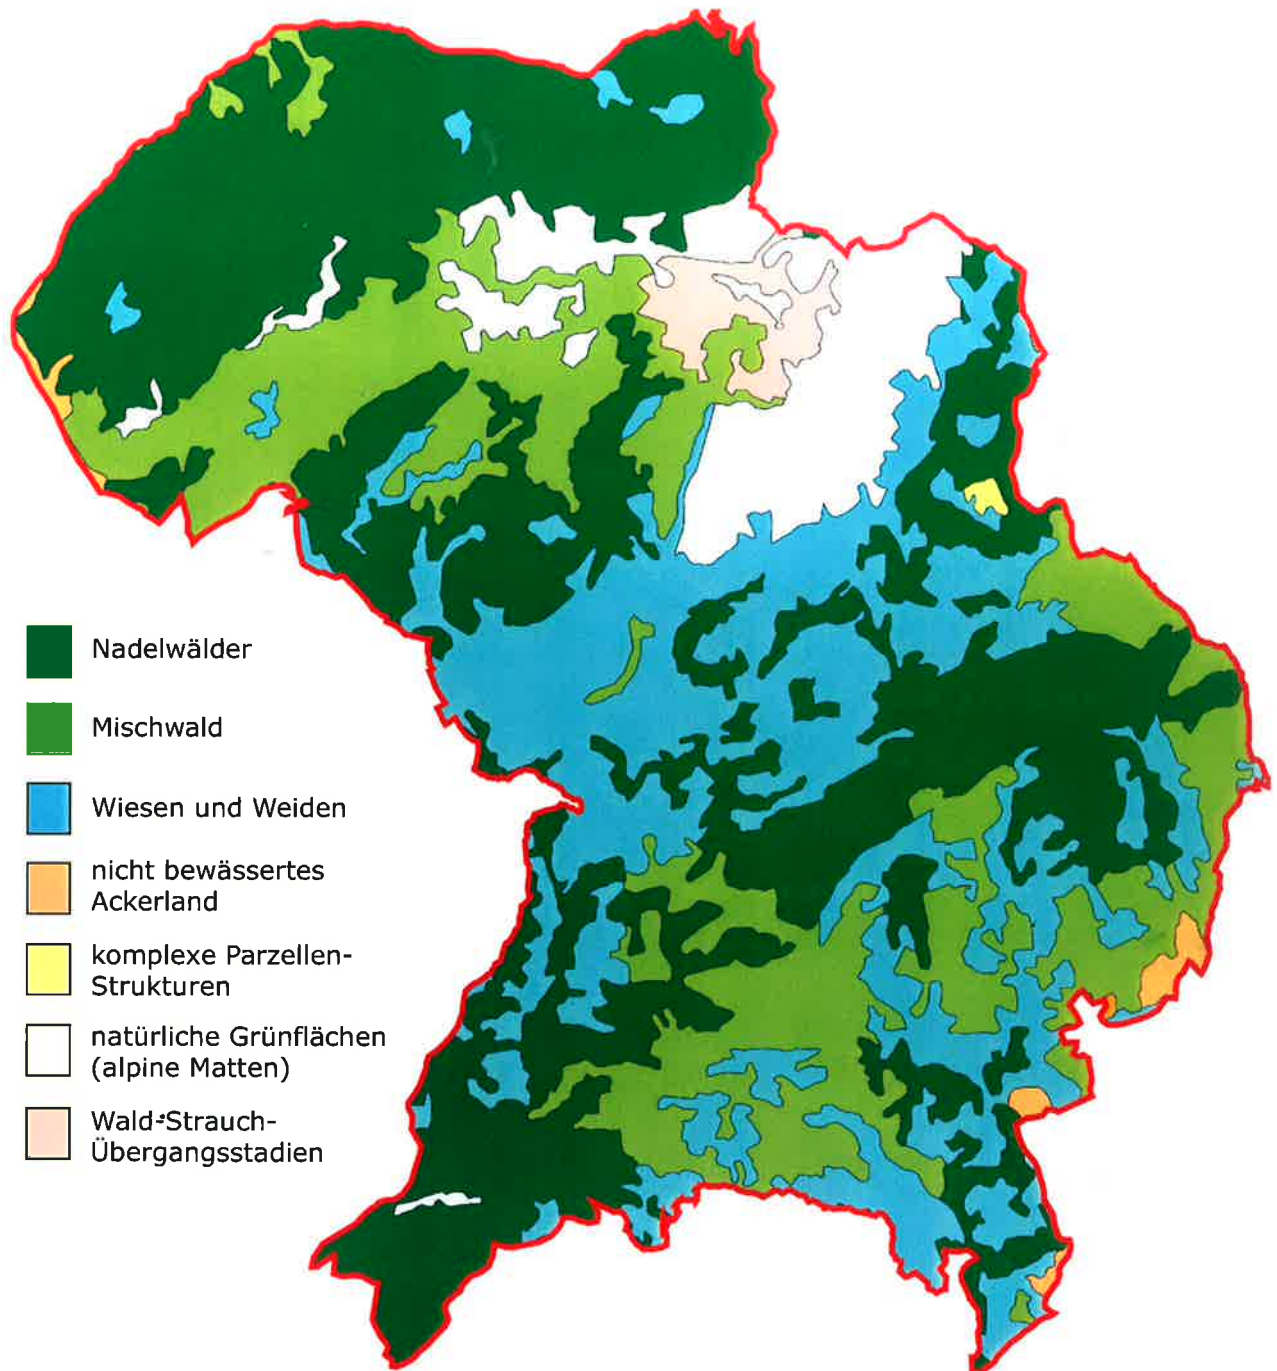 Nadelwälder
Mischwald
Wiesen und Weiden
nicht bewässertes
Ackerland
komplexe Parzellen-
Strukturen
natürliche Grünflächen
(alpine Matten)
Wald-Strauch-
Übergangsstadien